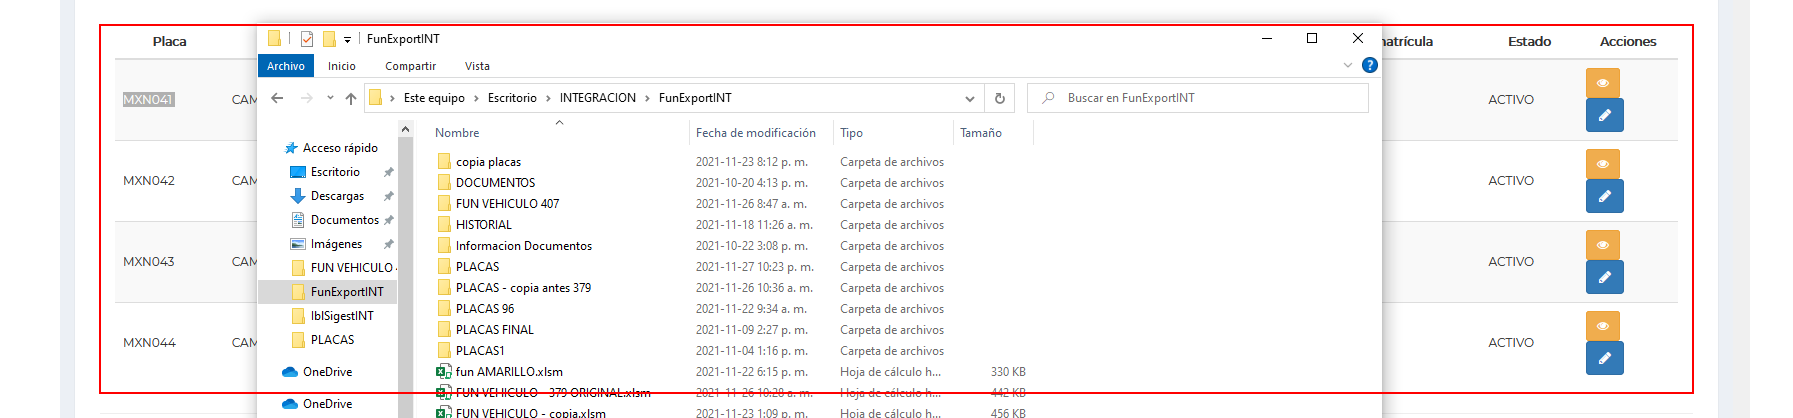 Placa
MXN041
CAM
MXN042
CAM
MXN043
CAM
MXN044
CAM
FunExportINT
Archivo Inicio Compartir Vista
Este equipo Escritorio INTEGRACION FunExportINT
Buscar en FunExportINT
Acceso rápido
Escritorio
Descargas
Documentos
Imágenes
FUN VEHICULO 4
FunExportINT
OneDrive
OneDrive
PLACAS
Nombre Fecha de modificación Tipo Tamaño
copia placas 2021-11-23 8:12 p. m. Carpeta de archivos
DOCUMENTOS 2021-10-20 4:13 p. m. Carpeta de archivos
FUN VEHICULO 407 2021-11-26 8:47 a. m. Carpeta de archivos
HISTORIAL 2021-11-18 11:26 a. m. Carpeta de archivos
Informacion Documentos 2021-10-22 3:08 p. m. Carpeta de archivos
PLACAS 2021-11-27 10:23 p. m. Carpeta de archivos
PLACAS - copia antes 379 2021-11-26 10:36 a. m. Carpeta de archivos
PLACAS 96 2021-11-22 9:34 a. m. Carpeta de archivos
PLACAS FINAL 2021-11-09 2:27 p. m. Carpeta de archivos
PLACAS1 2021-11-04 1:16 p. m. Carpeta de archivos
fun AMARILLO.xlsm 2021-11-22 6:15 p. m. Hoja de cálculo h... 330 KB
FUN VEHICULO - 379 ORIGINAL.xlsm 2021-11-26 10:28 a. m. Hoja de cálculo h... 442 KB
FUN VEHICULO - copia.xlsm 2021-11-23 1:09 p. m. Hoja de cálculo h... 456 KB
natrícula Estado Acciones
ACTIVO
ACTIVO
ACTIVO
ACTIVO